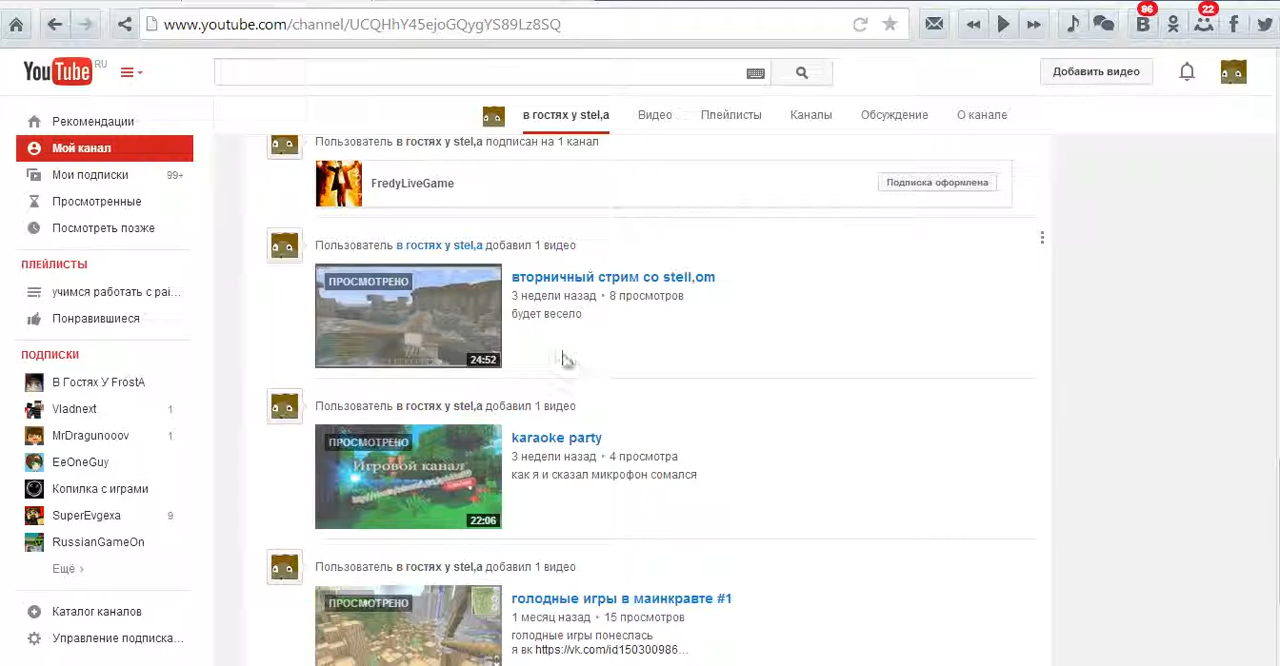 www.youtube.com/channel/UCQHhY45ejoGQygYS89Lz8SQ
86
22
B
YouTube RU
Добавить видео
в гостях у stel,a Видео Плейлисты Каналы Обсуждение О канале
Рекомендации
Мой канал
Мои подписки 99+
Просмотренные
Посмотреть позже
ПЛЕЙЛИСТЫ
учимся работать с pai...
Понравившиеся
ПОДПИСКИ
В Гостях У FrostA
Vladnext 1
MrDragunooov 1
EeOneGuy
Копилка с играми
SuperEvgexa 9
RussianGameOn
Ещё ›
Каталог каналов
Управление подписка...
Пользователь в гостях у stel,a подписан на 1 канал
FredyLiveGame
Подписка оформлена
Пользователь в гостях у stel,a добавил 1 видео
ПРОСМОТРЕНО
24:52
вторничный стрим со stell,om
3 недели назад • 8 просмотров
будет весело
Пользователь в гостях у stel,a добавил 1 видео
ПРОСМОТРЕНО
Игровой канал
22:06
karaoke party
3 недели назад • 4 просмотра
как я и сказал микрофон сомался
Пользователь в гостях у stel,a добавил 1 видео
ПРОСМОТРЕНО
голодные игры в маинкравте #1
1 месяц назад • 15 просмотров
голодные игры понеслась
я вк https://vk.com/id150300986...